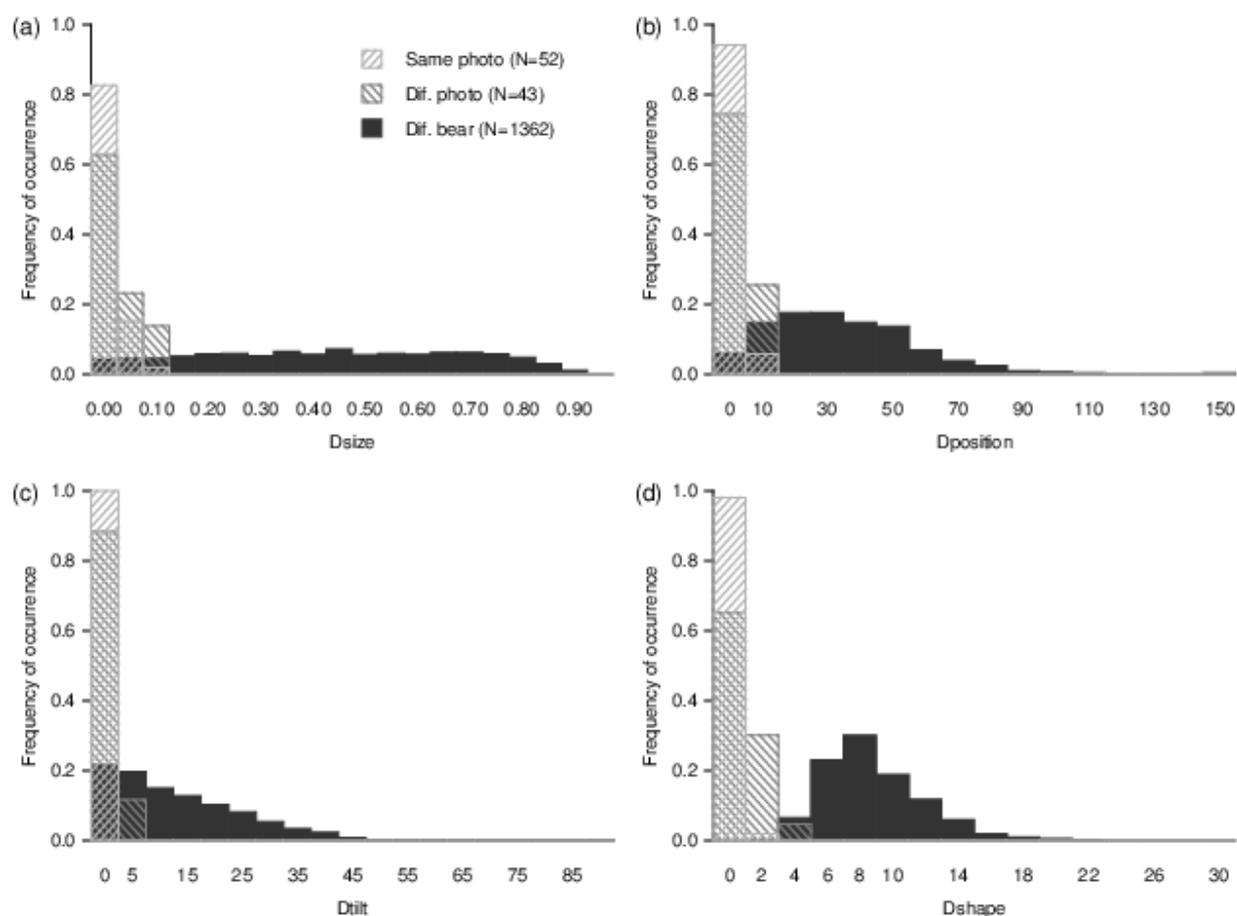 (a)
1.0
0.8
0.6
0.4
0.2
0.0
Frequency of occurrence
Same photo (N=52)
Dif. photo (N=43)
Dif. bear (N=1362)
0.00 0.10 0.20 0.30 0.40 0.50 0.60 0.70 0.80 0.90
Dsize
(b)
1.0
0.8
0.6
0.4
0.2
0.0
Frequency of occurrence
0 10 30 50 70 90 110 130 150
Dposition
(c)
1.0
0.8
0.6
0.4
0.2
0.0
Frequency of occurrence
0 5 15 25 35 45 55 65 75 85
Dtilt
(d)
1.0
0.8
0.6
0.4
0.2
0.0
Frequency of occurrence
0 2 4 6 8 10 14 18 22 26 30
Dshape